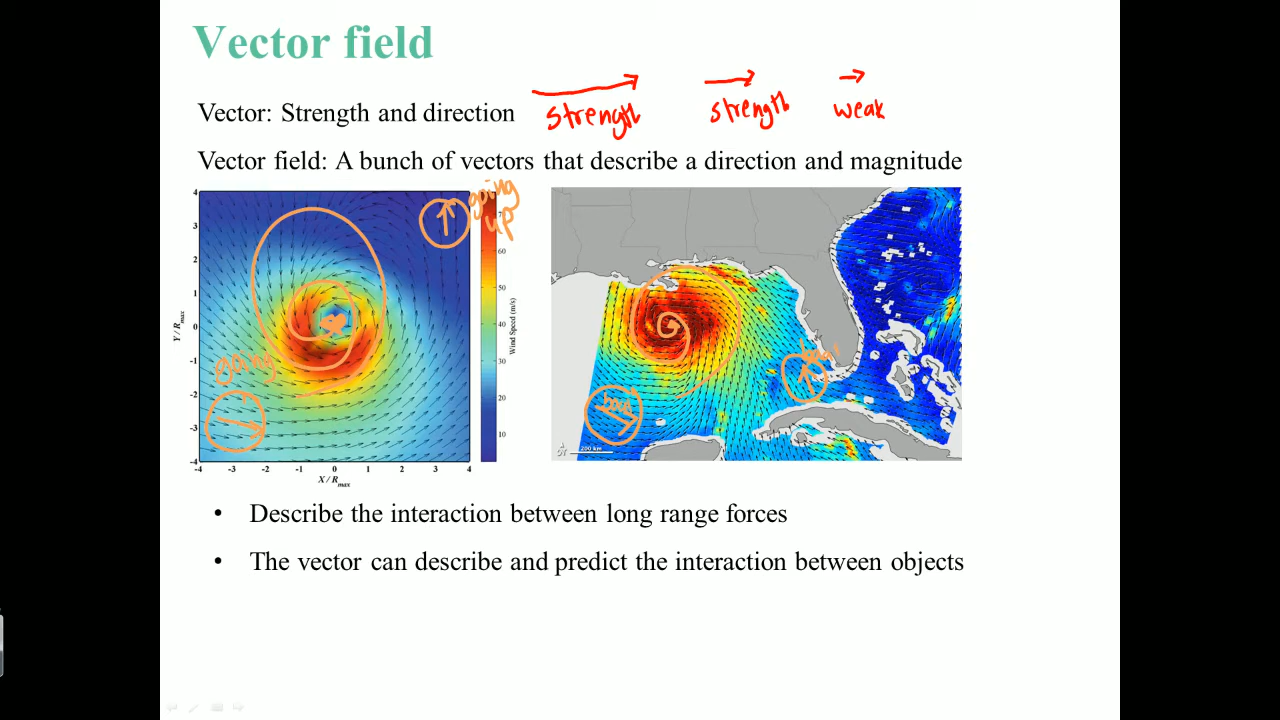 Vector field
Vector: Strength and direction
strength
strength
weak
Vector field: A bunch of vectors that describe a direction and magnitude
going
up
going
4
3
2
1
0
-1
-2
-3
-4
Y / Rmax
-4 -3 -2 -1 0 1 2 3 4
X / Rmax
60
50
40
30
20
10
Wind Speed (m/s)
200 km
• Describe the interaction between long range forces
• The vector can describe and predict the interaction between objects